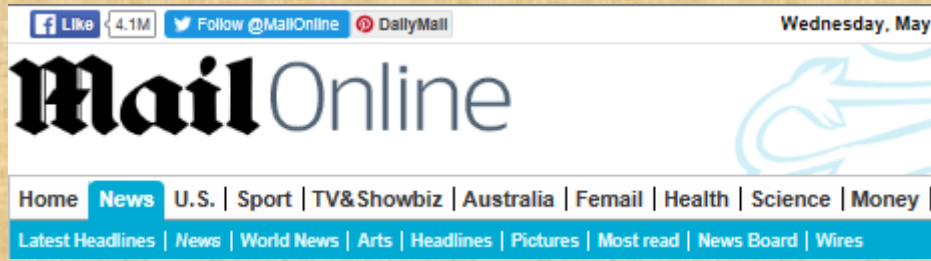 Like 4.1M Follow @MailOnline DailyMail Wednesday, May
Mail Online
Home News U.S. | Sport | TV&Showbiz | Australia | Femail | Health | Science | Money |
Latest Headlines | News | World News | Arts | Headlines | Pictures | Most read | News Board | Wires